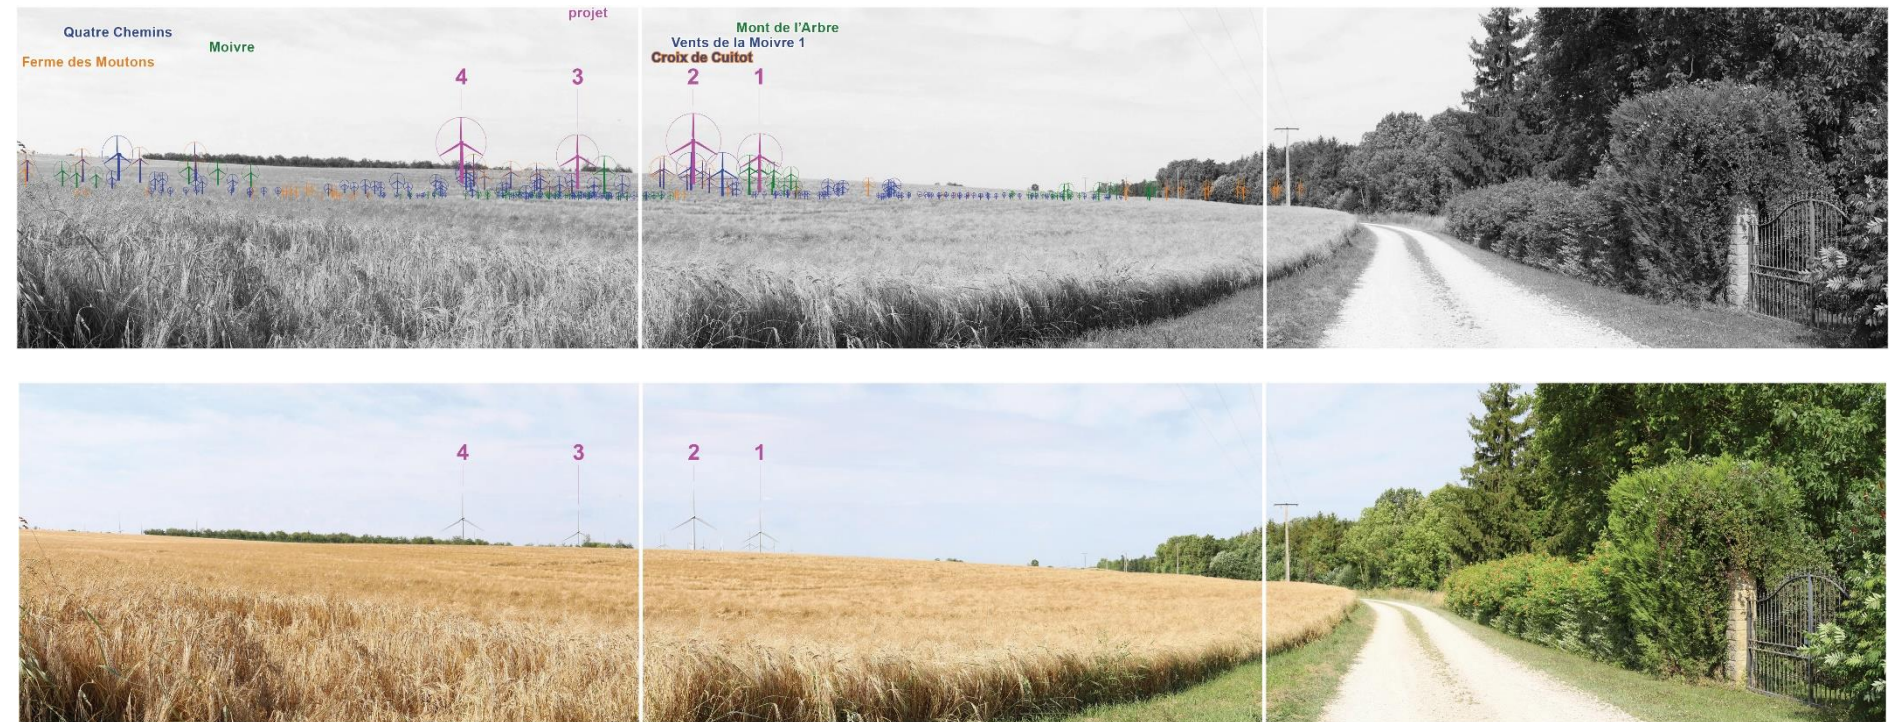 projet
Quatre Chemins
Moivre
Ferme des Moutons
Mont de l'Arbre
Vents de la Moivre 1
Croix de Cuitot
4 3 2 1
4 3 2 1